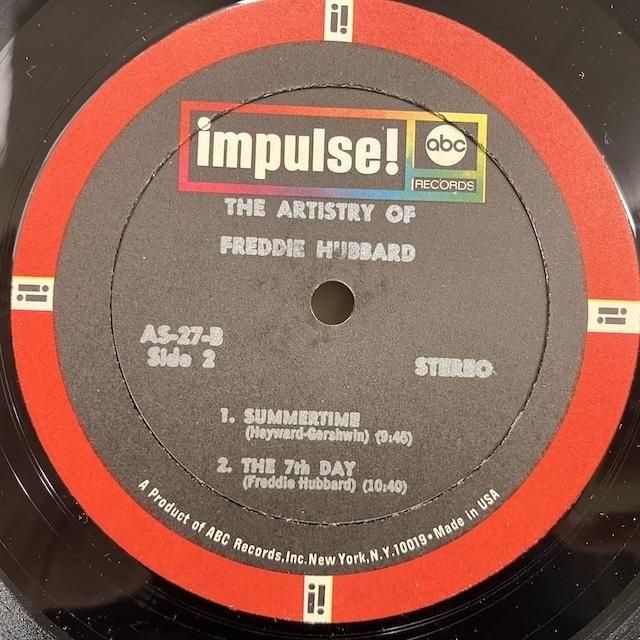 i!
impulse! abc
RECORDS
THE ARTISTRY OF
FREDDIE HUBBARD
i!
i!
AS-27-B
Side 2
STEREO
1. SUMMERTIME
(Heyward-Gershwin) (9:45)
2. THE 7th DAY
(Freddie Hubbard) (10:40)
A Product of ABC Records, Inc. New York, N.Y. 10019 • Made in USA
i!